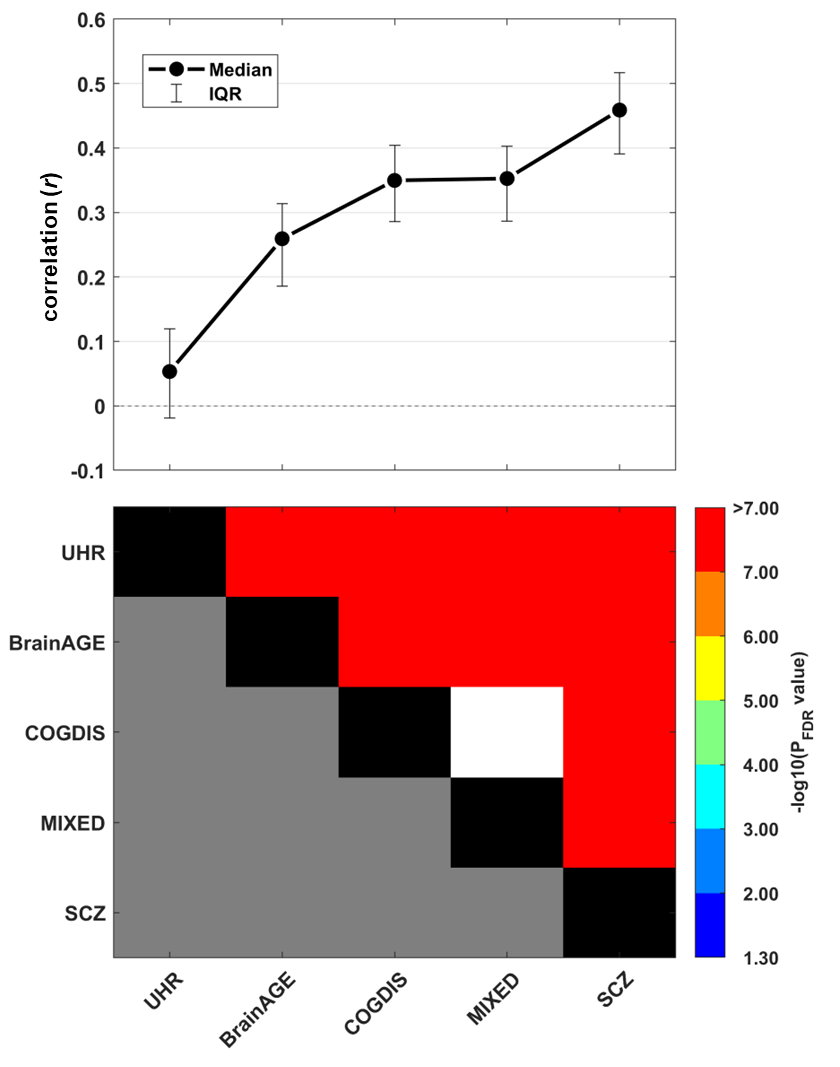 0.6
0.5
0.4
0.3
0.2
0.1
0
-0.1
correlation (r)
Median
IQR
UHR
BrainAGE
COGDIS
MIXED
SCZ
UHR
BrainAGE
COGDIS
MIXED
SCZ
>7.00
7.00
6.00
5.00
4.00
3.00
2.00
1.30
-log10(PFDR value)